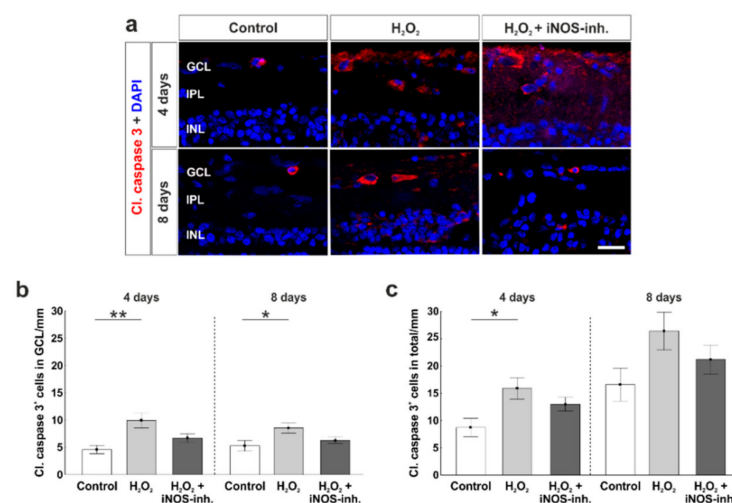 a
Control
H₂O₂
H₂O₂ + iNOS-inh.
Cl. caspase 3 + DAPI
4 days
GCL
IPL
INL
8 days
GCL
IPL
INL
b
4 days
8 days
Cl. caspase 3⁺ cells in GCL/mm
30
25
20
15
10
5
0
**
*
Control
H₂O₂
H₂O₂ +
iNOS-inh.
Control
H₂O₂
H₂O₂ +
iNOS-inh.
c
4 days
8 days
Cl. caspase 3⁺ cells in total/mm
30
25
20
15
10
5
0
*
Control
H₂O₂
H₂O₂ +
iNOS-inh.
Control
H₂O₂
H₂O₂ +
iNOS-inh.